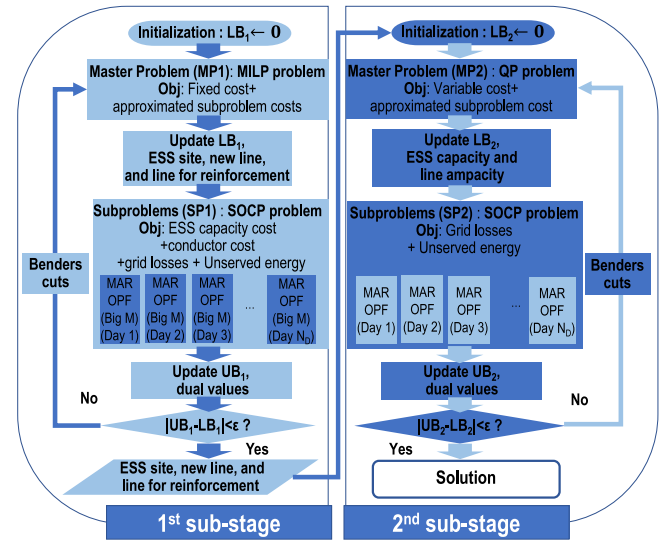 Initialization : LB₁← 0
Master Problem (MP1): MILP problem
Obj: Fixed cost+
approximated subproblem costs
Update LB₁,
ESS site, new line,
and line for reinforcement
Subproblems (SP1) : SOCP problem
Obj: ESS capacity cost
+conductor cost
+grid losses + Unserved energy
MAR OPF (Big M) (Day 1)
MAR OPF (Big M) (Day 2)
MAR OPF (Big M) (Day 3)
...
MAR OPF (Big M) (Day N_D)
Benders
cuts
Update UB₁,
dual values
No
|UB₁-LB₁|<ε ?
Yes
ESS site, new line, and
line for reinforcement
1st sub-stage
Initialization : LB₂← 0
Master Problem (MP2) : QP problem
Obj: Variable cost+
approximated subproblem cost
Update LB₂,
ESS capacity and
line ampacity
Subproblems (SP2) : SOCP problem
Obj: Grid losses
+ Unserved energy
MAR OPF (Day 1)
MAR OPF (Day 2)
MAR OPF (Day 3)
...
MAR OPF (Day N_D)
Benders
cuts
Update UB₂,
dual values
No
|UB₂-LB₂|<ε ?
Yes
Solution
2nd sub-stage